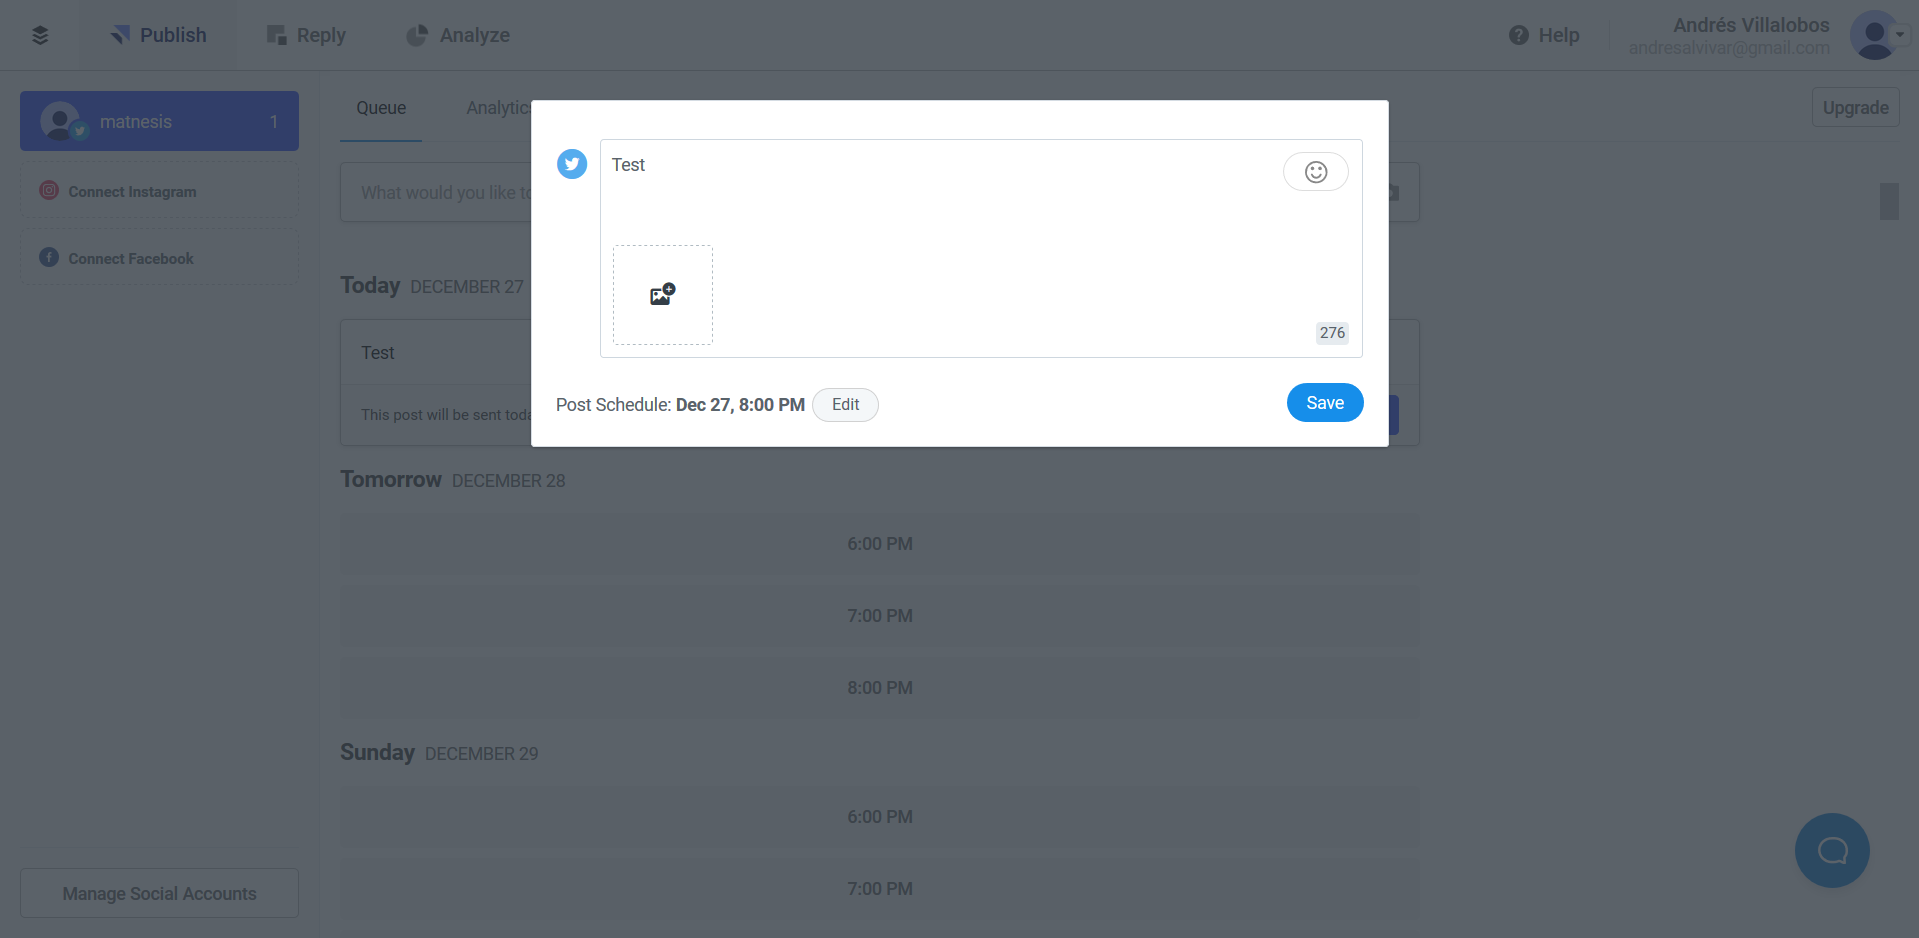 Publish
Reply
Analyze
Help
Andrés Villalobos
andresalvivar@gmail.com
matnesis 1
Connect Instagram
Connect Facebook
Manage Social Accounts
Queue
Upgrade
What would you like
Today DECEMBER 27
Test
This post will be sent
Test
276
Post Schedule: Dec 27, 8:00 PM
Edit
Save
Tomorrow DECEMBER 28
6:00 PM
7:00 PM
8:00 PM
Sunday DECEMBER 29
6:00 PM
7:00 PM